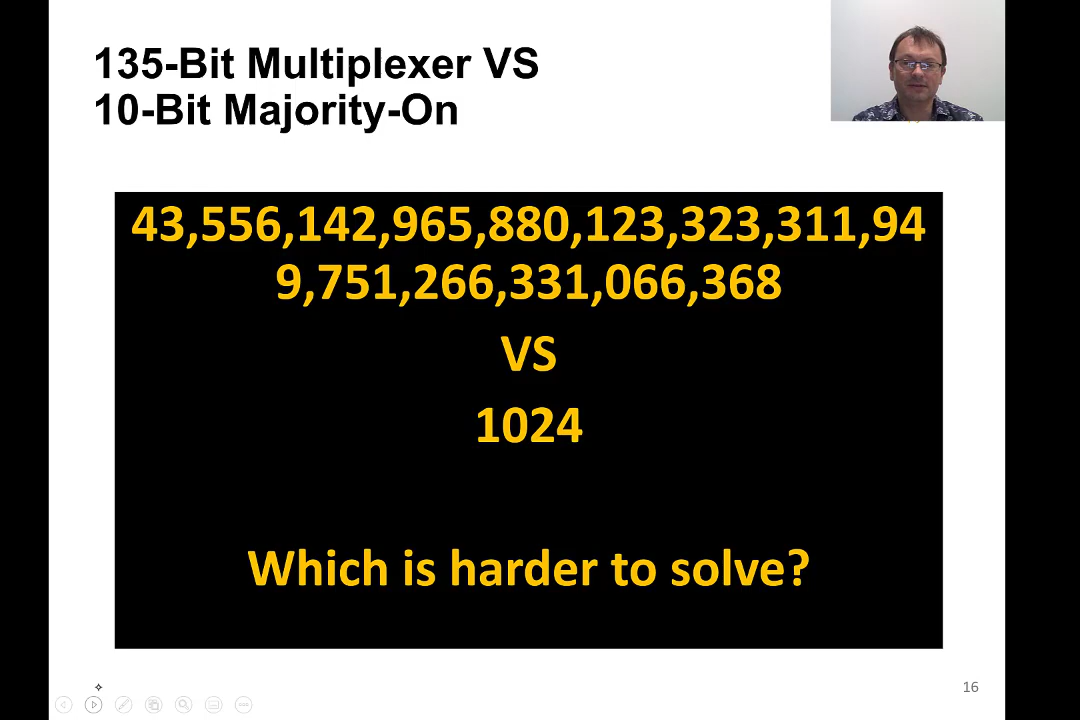 135-Bit Multiplexer VS
10-Bit Majority-On
43,556,142,965,880,123,323,311,94
9,751,266,331,066,368
VS
1024
Which is harder to solve?
16